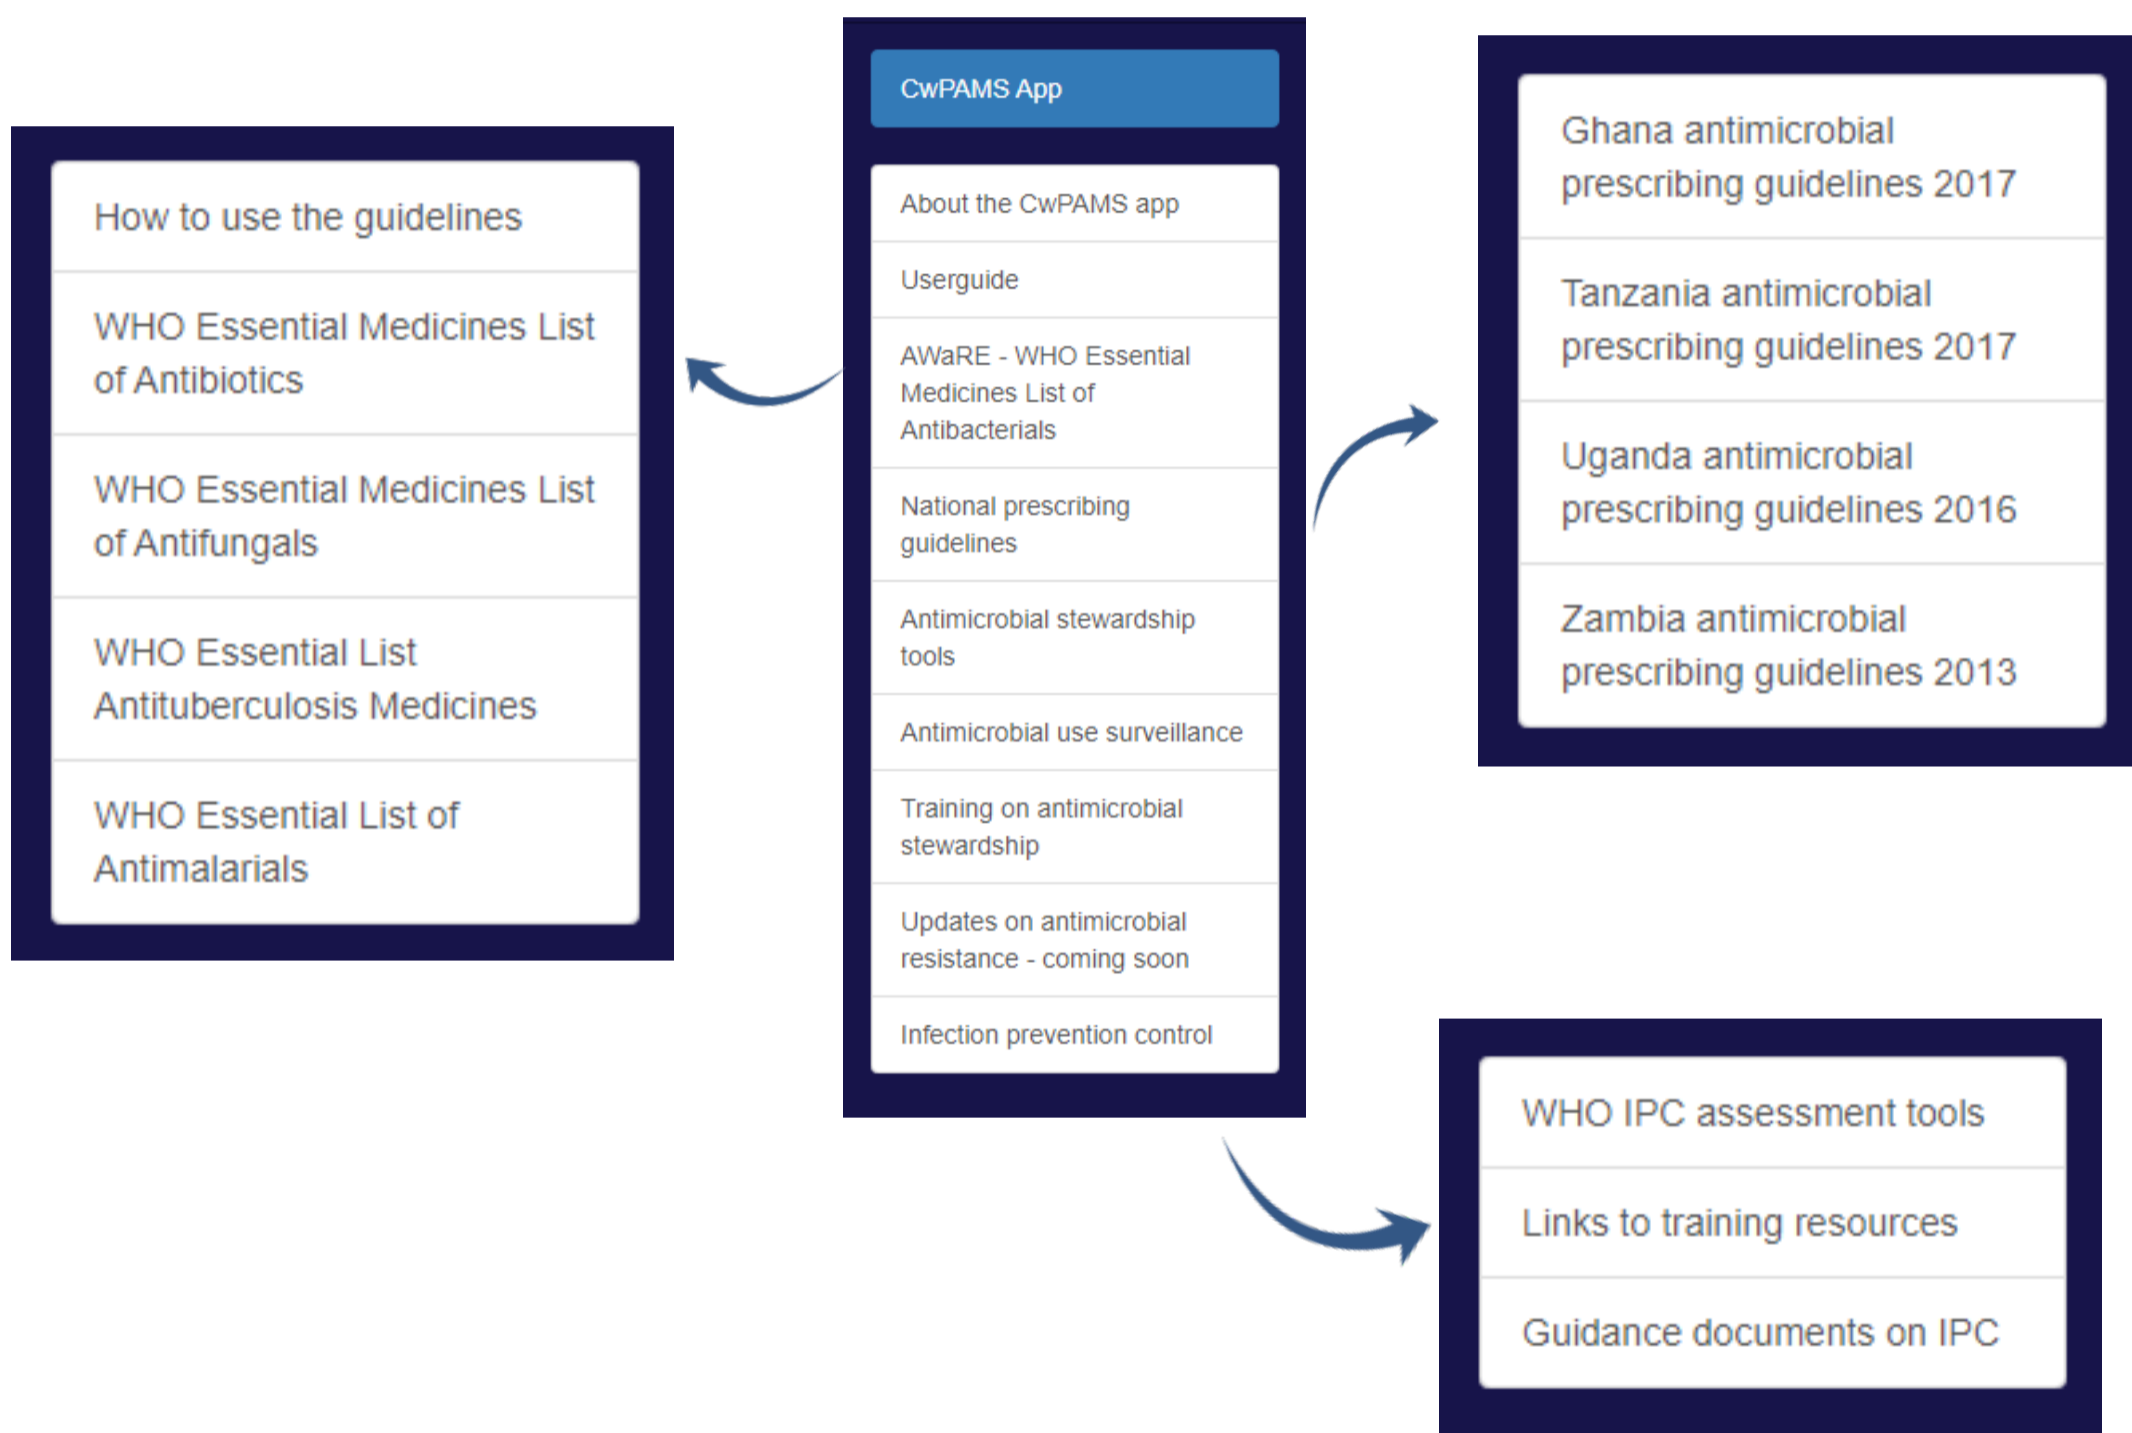 How to use the guidelines
WHO Essential Medicines List
of Antibiotics
WHO Essential Medicines List
of Antifungals
WHO Essential List
Antituberculosis Medicines
WHO Essential List of
Antimalarials
CwPAMS App
About the CwPAMS app
Userguide
AWaRE - WHO Essential
Medicines List of
Antibacterials
National prescribing
guidelines
Antimicrobial stewardship
tools
Antimicrobial use surveillance
Training on antimicrobial
stewardship
Updates on antimicrobial
resistance - coming soon
Infection prevention control
Ghana antimicrobial
prescribing guidelines 2017
Tanzania antimicrobial
prescribing guidelines 2017
Uganda antimicrobial
prescribing guidelines 2016
Zambia antimicrobial
prescribing guidelines 2013
WHO IPC assessment tools
Links to training resources
Guidance documents on IPC